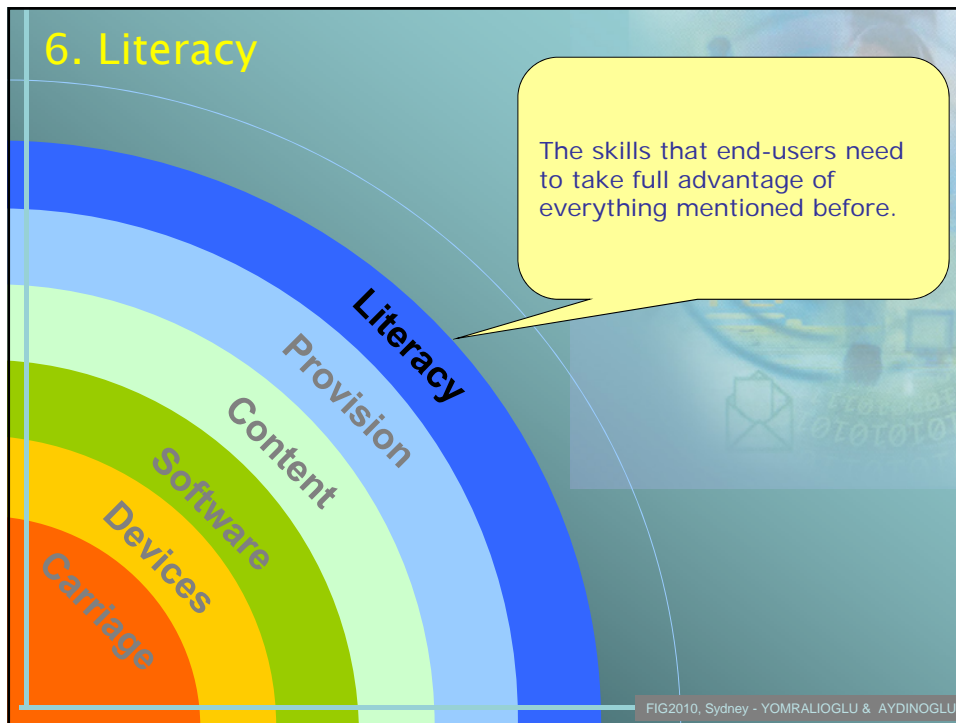 6. Literacy
The skills that end-users need
to take full advantage of
everything mentioned before.
Literacy
Provision
Content
Software
Devices
Carriage
FIG2010, Sydney - YOMRALIOGLU & AYDINOGLU